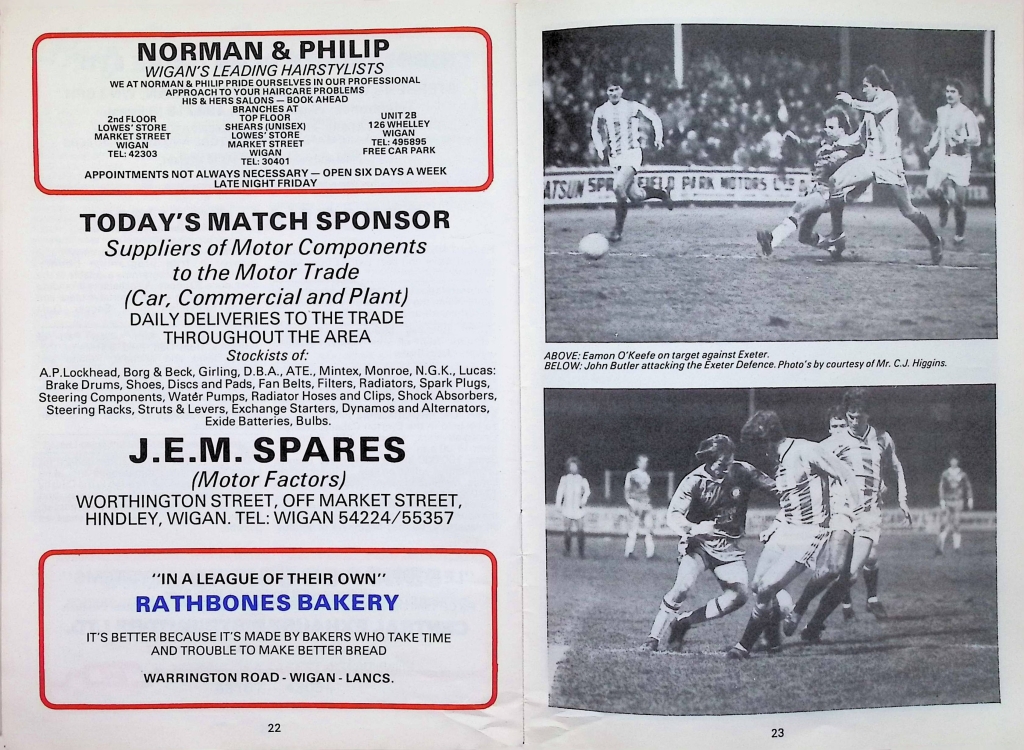 NORMAN & PHILIP
WIGAN'S LEADING HAIRSTYLISTS
WE AT NORMAN & PHILIP PRIDE OURSELVES IN OUR PROFESSIONAL
APPROACH TO YOUR HAIRCARE PROBLEMS
HIS & HERS SALONS — BOOK AHEAD
BRANCHES AT
2nd FLOOR
LOWES' STORE
MARKET STREET
WIGAN
TEL: 42303
TOP FLOOR
SHEARS (UNISEX)
LOWES' STORE
MARKET STREET
WIGAN
TEL: 30401
UNIT 2B
126 WHELLEY
WIGAN
TEL: 495895
FREE CAR PARK
APPOINTMENTS NOT ALWAYS NECESSARY — OPEN SIX DAYS A WEEK
LATE NIGHT FRIDAY
TODAY'S MATCH SPONSOR
Suppliers of Motor Components
to the Motor Trade
(Car, Commercial and Plant)
DAILY DELIVERIES TO THE TRADE
THROUGHOUT THE AREA
Stockists of:
A.P.Lockhead, Borg & Beck, Girling, D.B.A., ATE., Mintex, Monroe, N.G.K., Lucas:
Brake Drums, Shoes, Discs and Pads, Fan Belts, Filters, Radiators, Spark Plugs,
Steering Components, Water Pumps, Radiator Hoses and Clips, Shock Absorbers,
Steering Racks, Struts & Levers, Exchange Starters, Dynamos and Alternators,
Exide Batteries, Bulbs.
J.E.M. SPARES
(Motor Factors)
WORTHINGTON STREET, OFF MARKET STREET,
HINDLEY, WIGAN. TEL: WIGAN 54224/55357
"IN A LEAGUE OF THEIR OWN"
RATHBONES BAKERY
IT'S BETTER BECAUSE IT'S MADE BY BAKERS WHO TAKE TIME
AND TROUBLE TO MAKE BETTER BREAD
WARRINGTON ROAD - WIGAN - LANCS.
22
ATSUN SPR FIELD PARK MOTORS
ABOVE: Eamon O'Keefe on target against Exeter.
BELOW: John Butler attacking the Exeter Defence. Photo's by courtesy of Mr. C.J. Higgins.
23